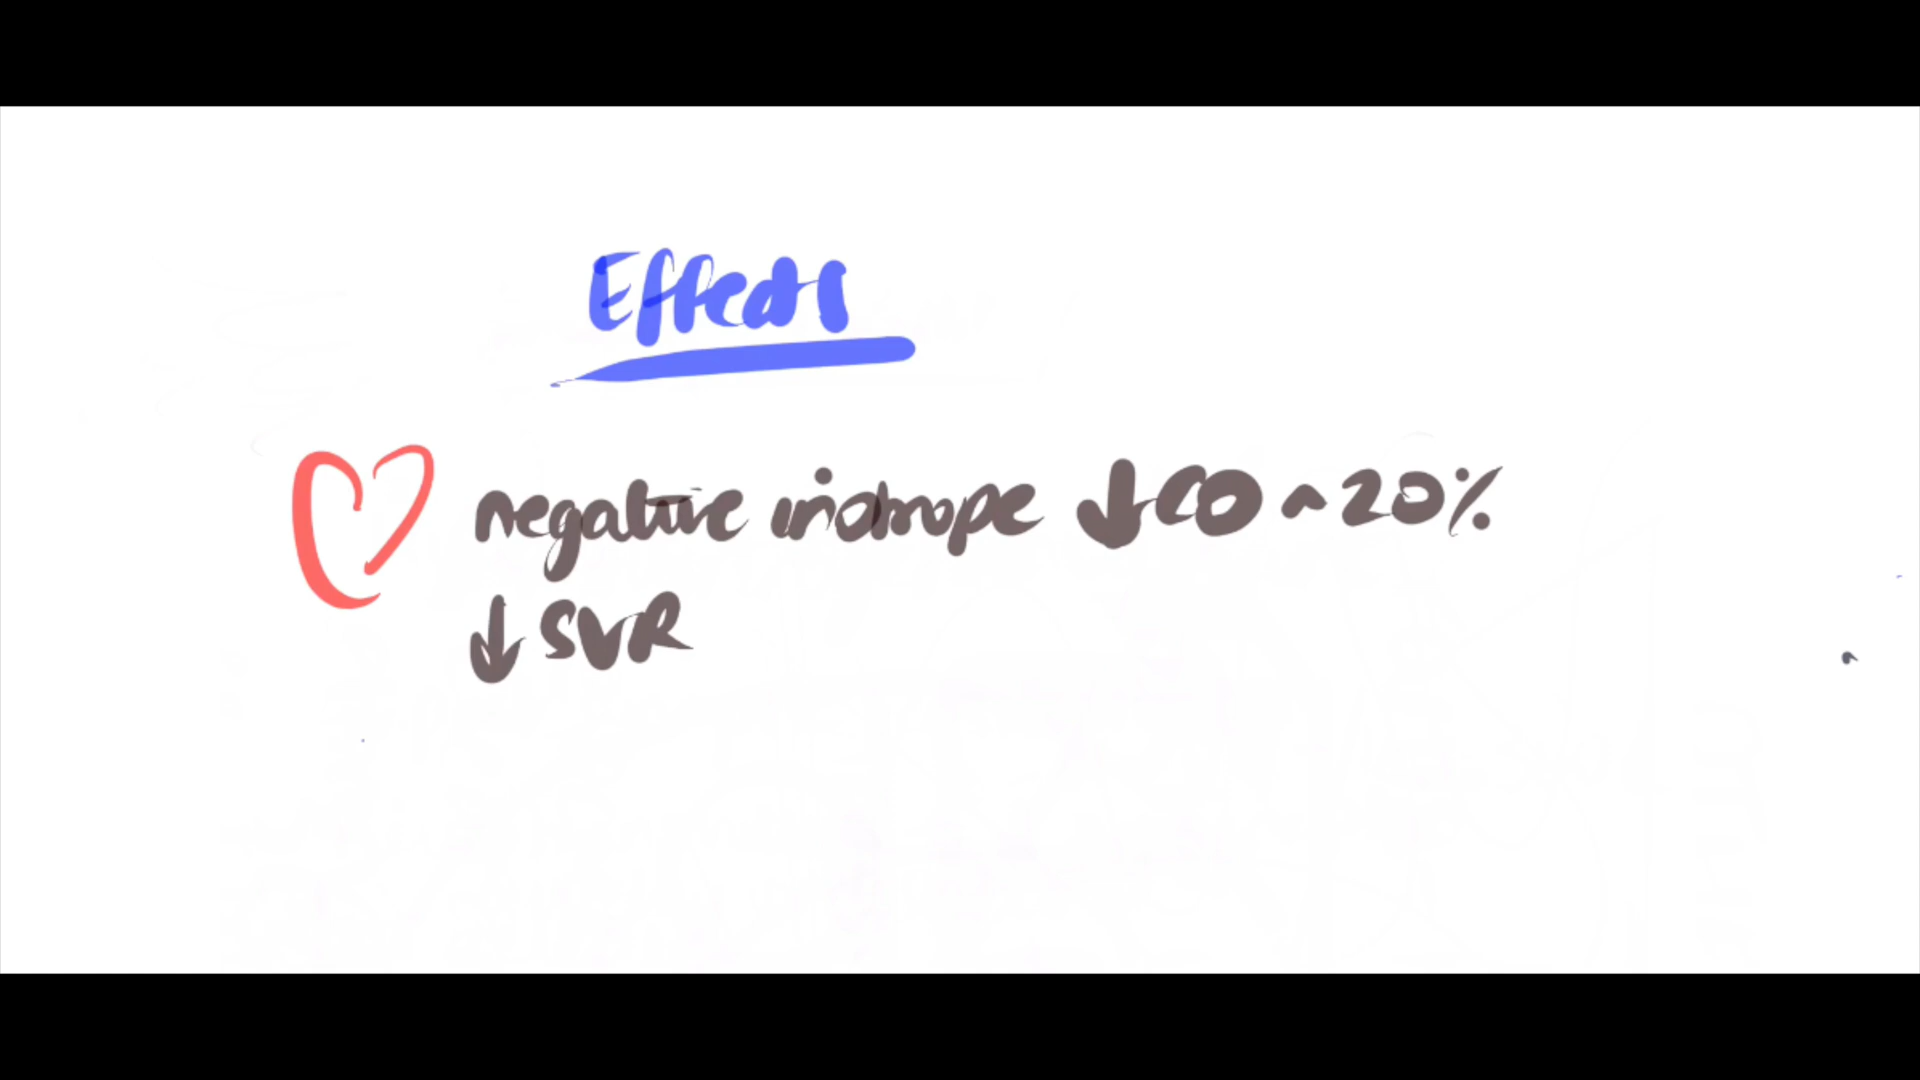 Effects
negative inotrope ↓CO ~20%
↓ SVR